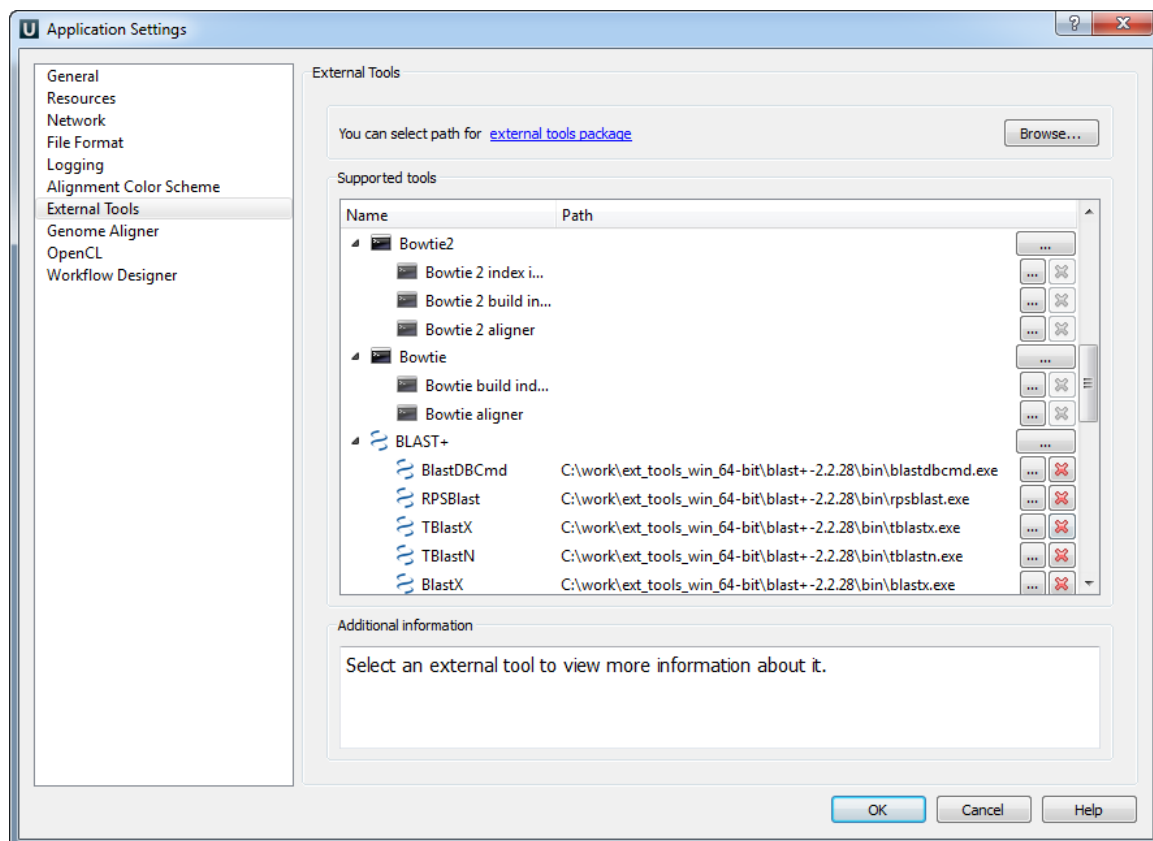 U Application Settings
General
Resources
Network
File Format
Logging
Alignment Color Scheme
External Tools
Genome Aligner
OpenCL
Workflow Designer
External Tools
You can select path for external tools package Browse...
Supported tools
Name Path
Bowtie2 ...
Bowtie 2 index i... ...
Bowtie 2 build in... ...
Bowtie 2 aligner ...
Bowtie ...
Bowtie build ind... ...
Bowtie aligner ...
BLAST+ ...
BlastDBCmd C:\work\ext_tools_win_64-bit\blast+-2.2.28\bin\blastdbcmd.exe ...
RPSBlast C:\work\ext_tools_win_64-bit\blast+-2.2.28\bin\rpsblast.exe ...
TBlastX C:\work\ext_tools_win_64-bit\blast+-2.2.28\bin\tblastx.exe ...
TBlastN C:\work\ext_tools_win_64-bit\blast+-2.2.28\bin\tblastn.exe ...
BlastX C:\work\ext_tools_win_64-bit\blast+-2.2.28\bin\blastx.exe ...
Additional information
Select an external tool to view more information about it.
OK Cancel Help